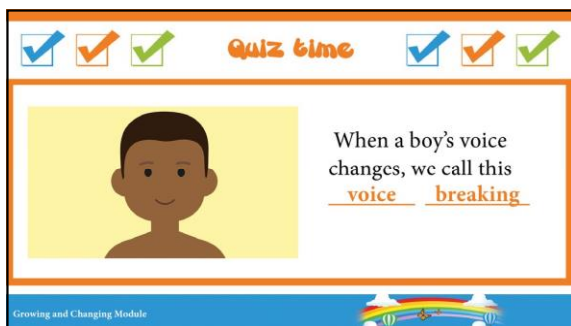 Quiz time
When a boy's voice
changes, we call this
voice breaking
Growing and Changing Module